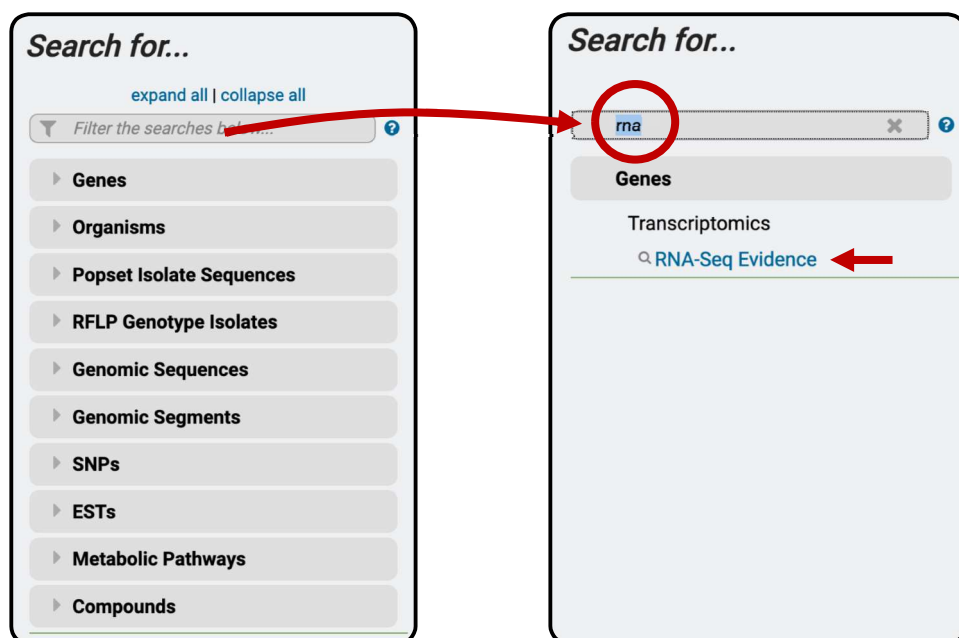 Search for...
expand all | collapse all
Filter the searches below...
Genes
Organisms
Popset Isolate Sequences
RFLP Genotype Isolates
Genomic Sequences
Genomic Segments
SNPs
ESTs
Metabolic Pathways
Compounds
Search for...
rna
Genes
Transcriptomics
RNA-Seq Evidence